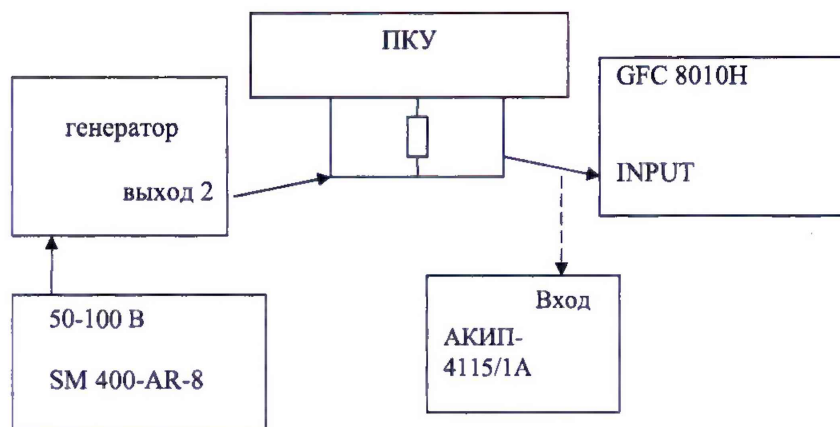 ПКУ
генератор
выход 2
GFC 8010H
INPUT
50-100 В
SM 400-AR-8
Вход
АКИП-
4115/1А